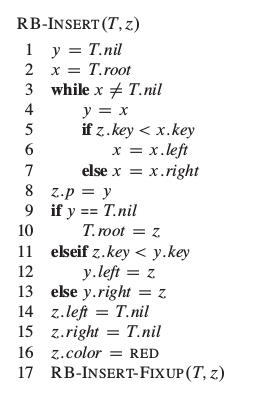 RB-INSERT(T, z)
1 y = T.nil
2 x = T.root
3 while x ≠ T.nil
4 y = x
5 if z.key < x.key
6 x = x.left
7 else x = x.right
8 z.p = y
9 if y == T.nil
10 T.root = z
11 elseif z.key < y.key
12 y.left = z
13 else y.right = z
14 z.left = T.nil
15 z.right = T.nil
16 z.color = RED
17 RB-INSERT-FIXUP(T, z)